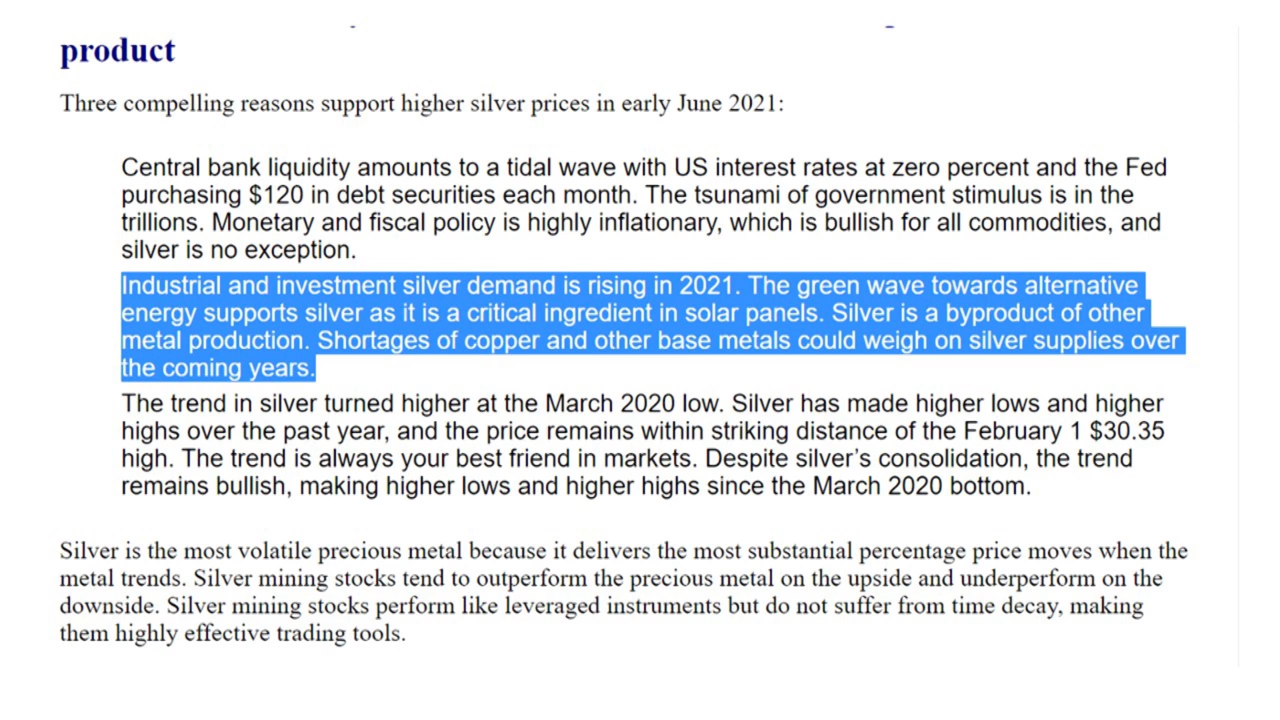 product
Three compelling reasons support higher silver prices in early June 2021:
Central bank liquidity amounts to a tidal wave with US interest rates at zero percent and the Fed
purchasing $120 in debt securities each month. The tsunami of government stimulus is in the
trillions. Monetary and fiscal policy is highly inflationary, which is bullish for all commodities, and
silver is no exception.
Industrial and investment silver demand is rising in 2021. The green wave towards alternative
energy supports silver as it is a critical ingredient in solar panels. Silver is a byproduct of other
metal production. Shortages of copper and other base metals could weigh on silver supplies over
the coming years.
The trend in silver turned higher at the March 2020 low. Silver has made higher lows and higher
highs over the past year, and the price remains within striking distance of the February 1 $30.35
high. The trend is always your best friend in markets. Despite silver’s consolidation, the trend
remains bullish, making higher lows and higher highs since the March 2020 bottom.
Silver is the most volatile precious metal because it delivers the most substantial percentage price moves when the
metal trends. Silver mining stocks tend to outperform the precious metal on the upside and underperform on the
downside. Silver mining stocks perform like leveraged instruments but do not suffer from time decay, making
them highly effective trading tools.